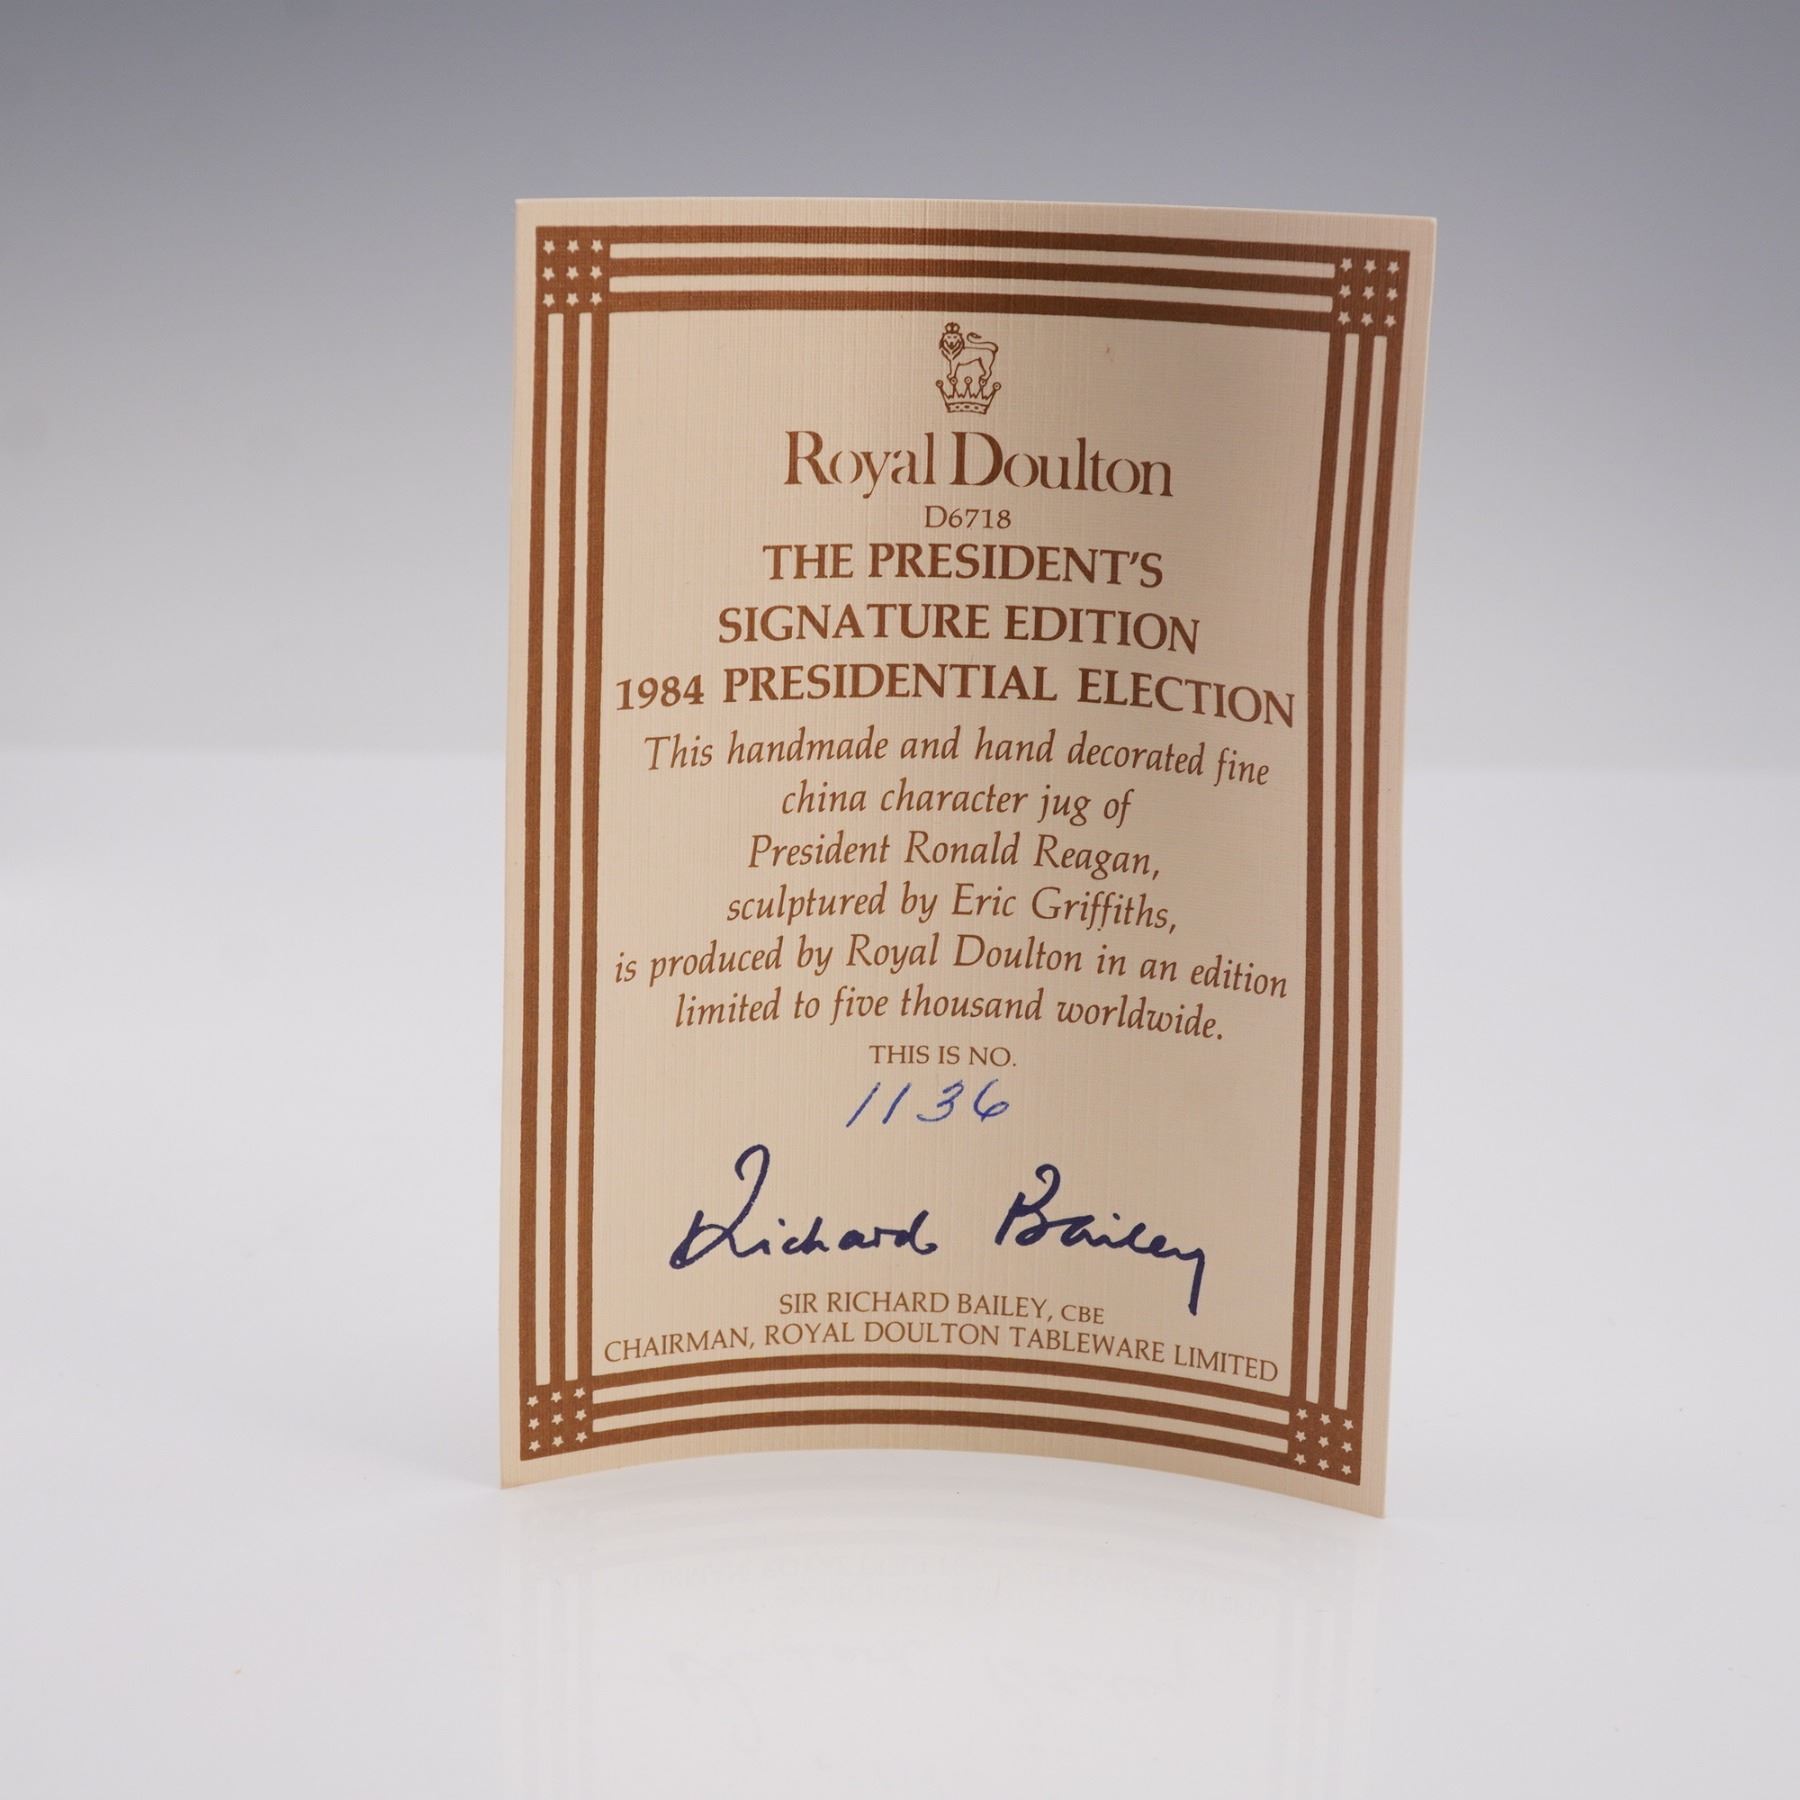 Royal Doulton
D6718
THE PRESIDENT'S
SIGNATURE EDITION
1984 PRESIDENTIAL ELECTION
This handmade and hand decorated fine
china character jug of
President Ronald Reagan,
sculptured by Eric Griffiths,
is produced by Royal Doulton in an edition
limited to five thousand worldwide.
THIS IS NO.
1136
Richard Bailey
SIR RICHARD BAILEY, CBE
CHAIRMAN, ROYAL DOULTON TABLEWARE LIMITED